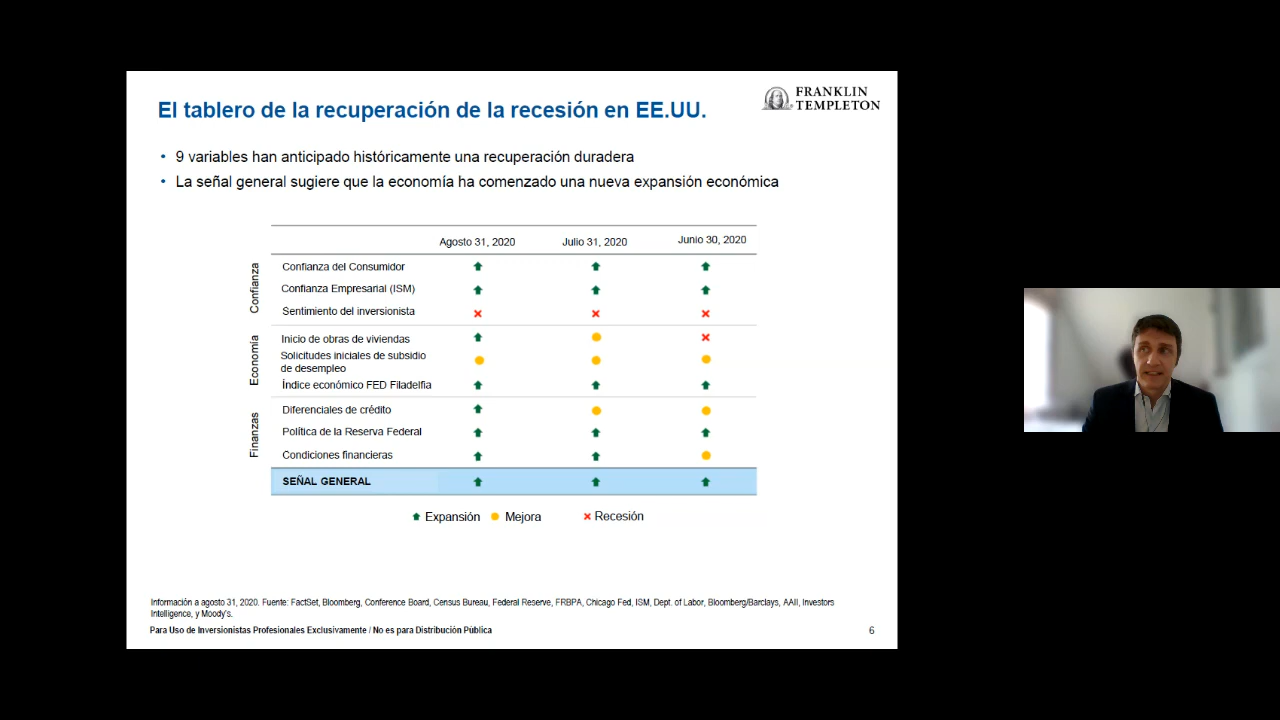 El tablero de la recuperación de la recesión en EE.UU.
FRANKLIN
TEMPLETON
• 9 variables han anticipado históricamente una recuperación duradera
• La señal general sugiere que la economía ha comenzado una nueva expansión económica
Agosto 31, 2020 Julio 31, 2020 Junio 30, 2020
Confianza
Confianza del Consumidor
Confianza Empresarial (ISM)
Sentimiento del inversionista
Economía
Inicio de obras de viviendas
Solicitudes iniciales de subsidio
de desempleo
Índice económico FED Filadelfia
Finanzas
Diferenciales de crédito
Política de la Reserva Federal
Condiciones financieras
SEÑAL GENERAL
Expansión Mejora Recesión
Información a agosto 31, 2020. Fuente: FactSet, Bloomberg, Conference Board, Census Bureau, Federal Reserve, FRBPA, Chicago Fed, ISM, Dept. of Labor, Bloomberg/Barclays, AAII, Investors
Intelligence, y Moody's.
Para Uso de Inversionistas Profesionales Exclusivamente / No es para Distribución Pública
6